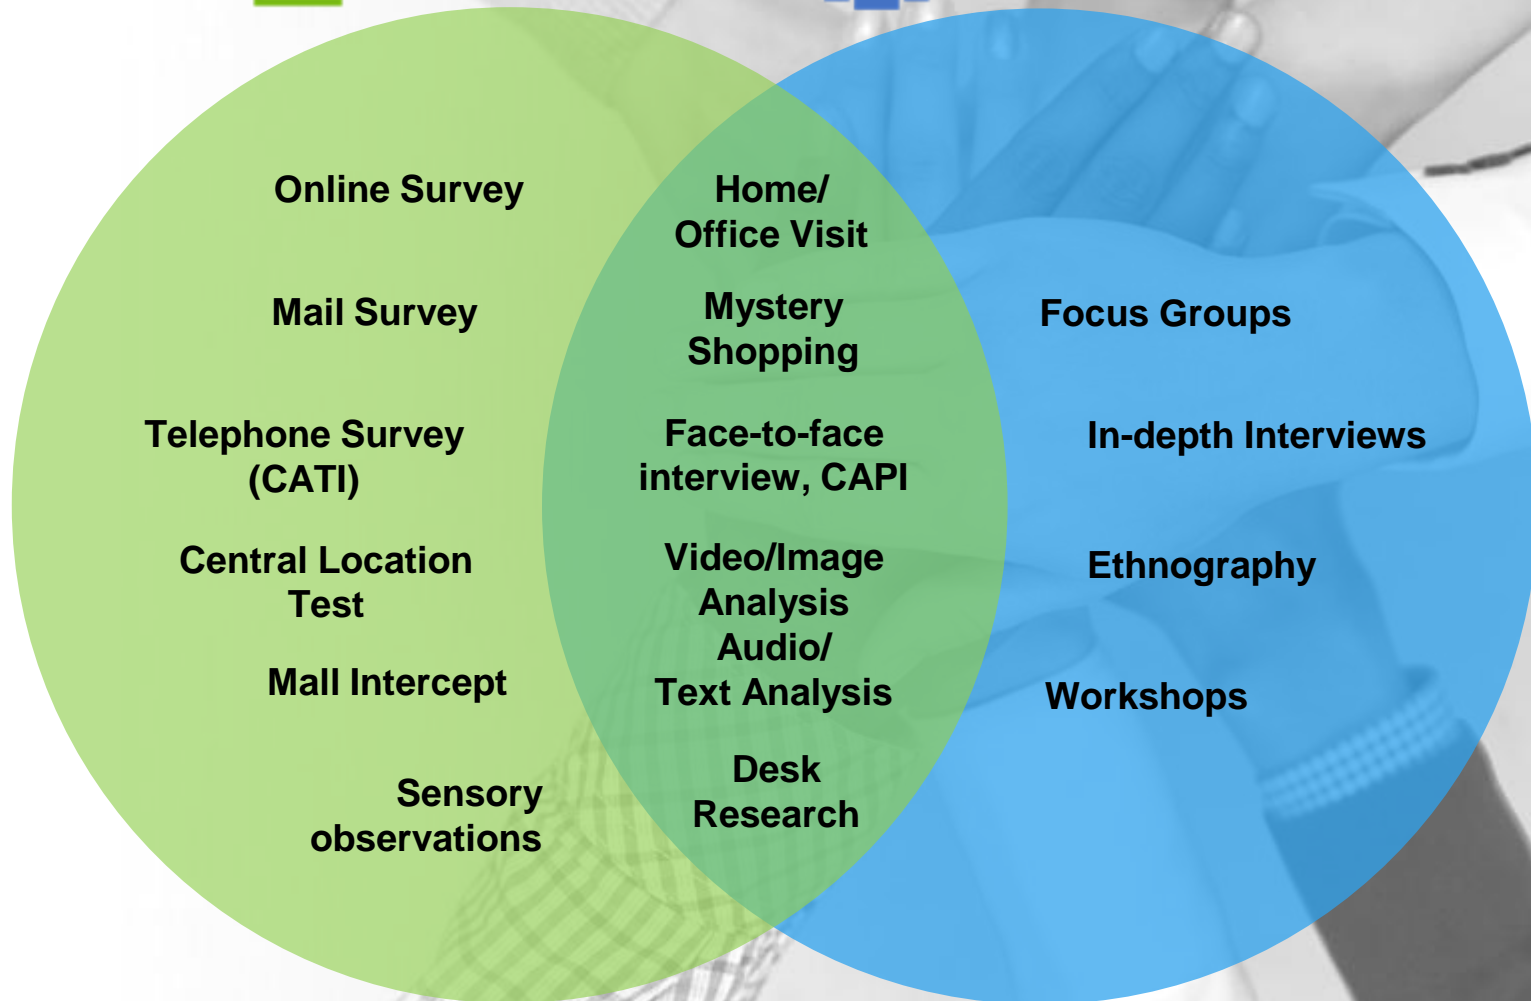 Online Survey
Mail Survey
Telephone Survey
(CATI)
Central Location
Test
Mall Intercept
Sensory
observations
Home/
Office Visit
Mystery
Shopping
Face-to-face
interview, CAPI
Video/Image
Analysis
Audio/
Text Analysis
Desk
Research
Focus Groups
In-depth Interviews
Ethnography
Workshops